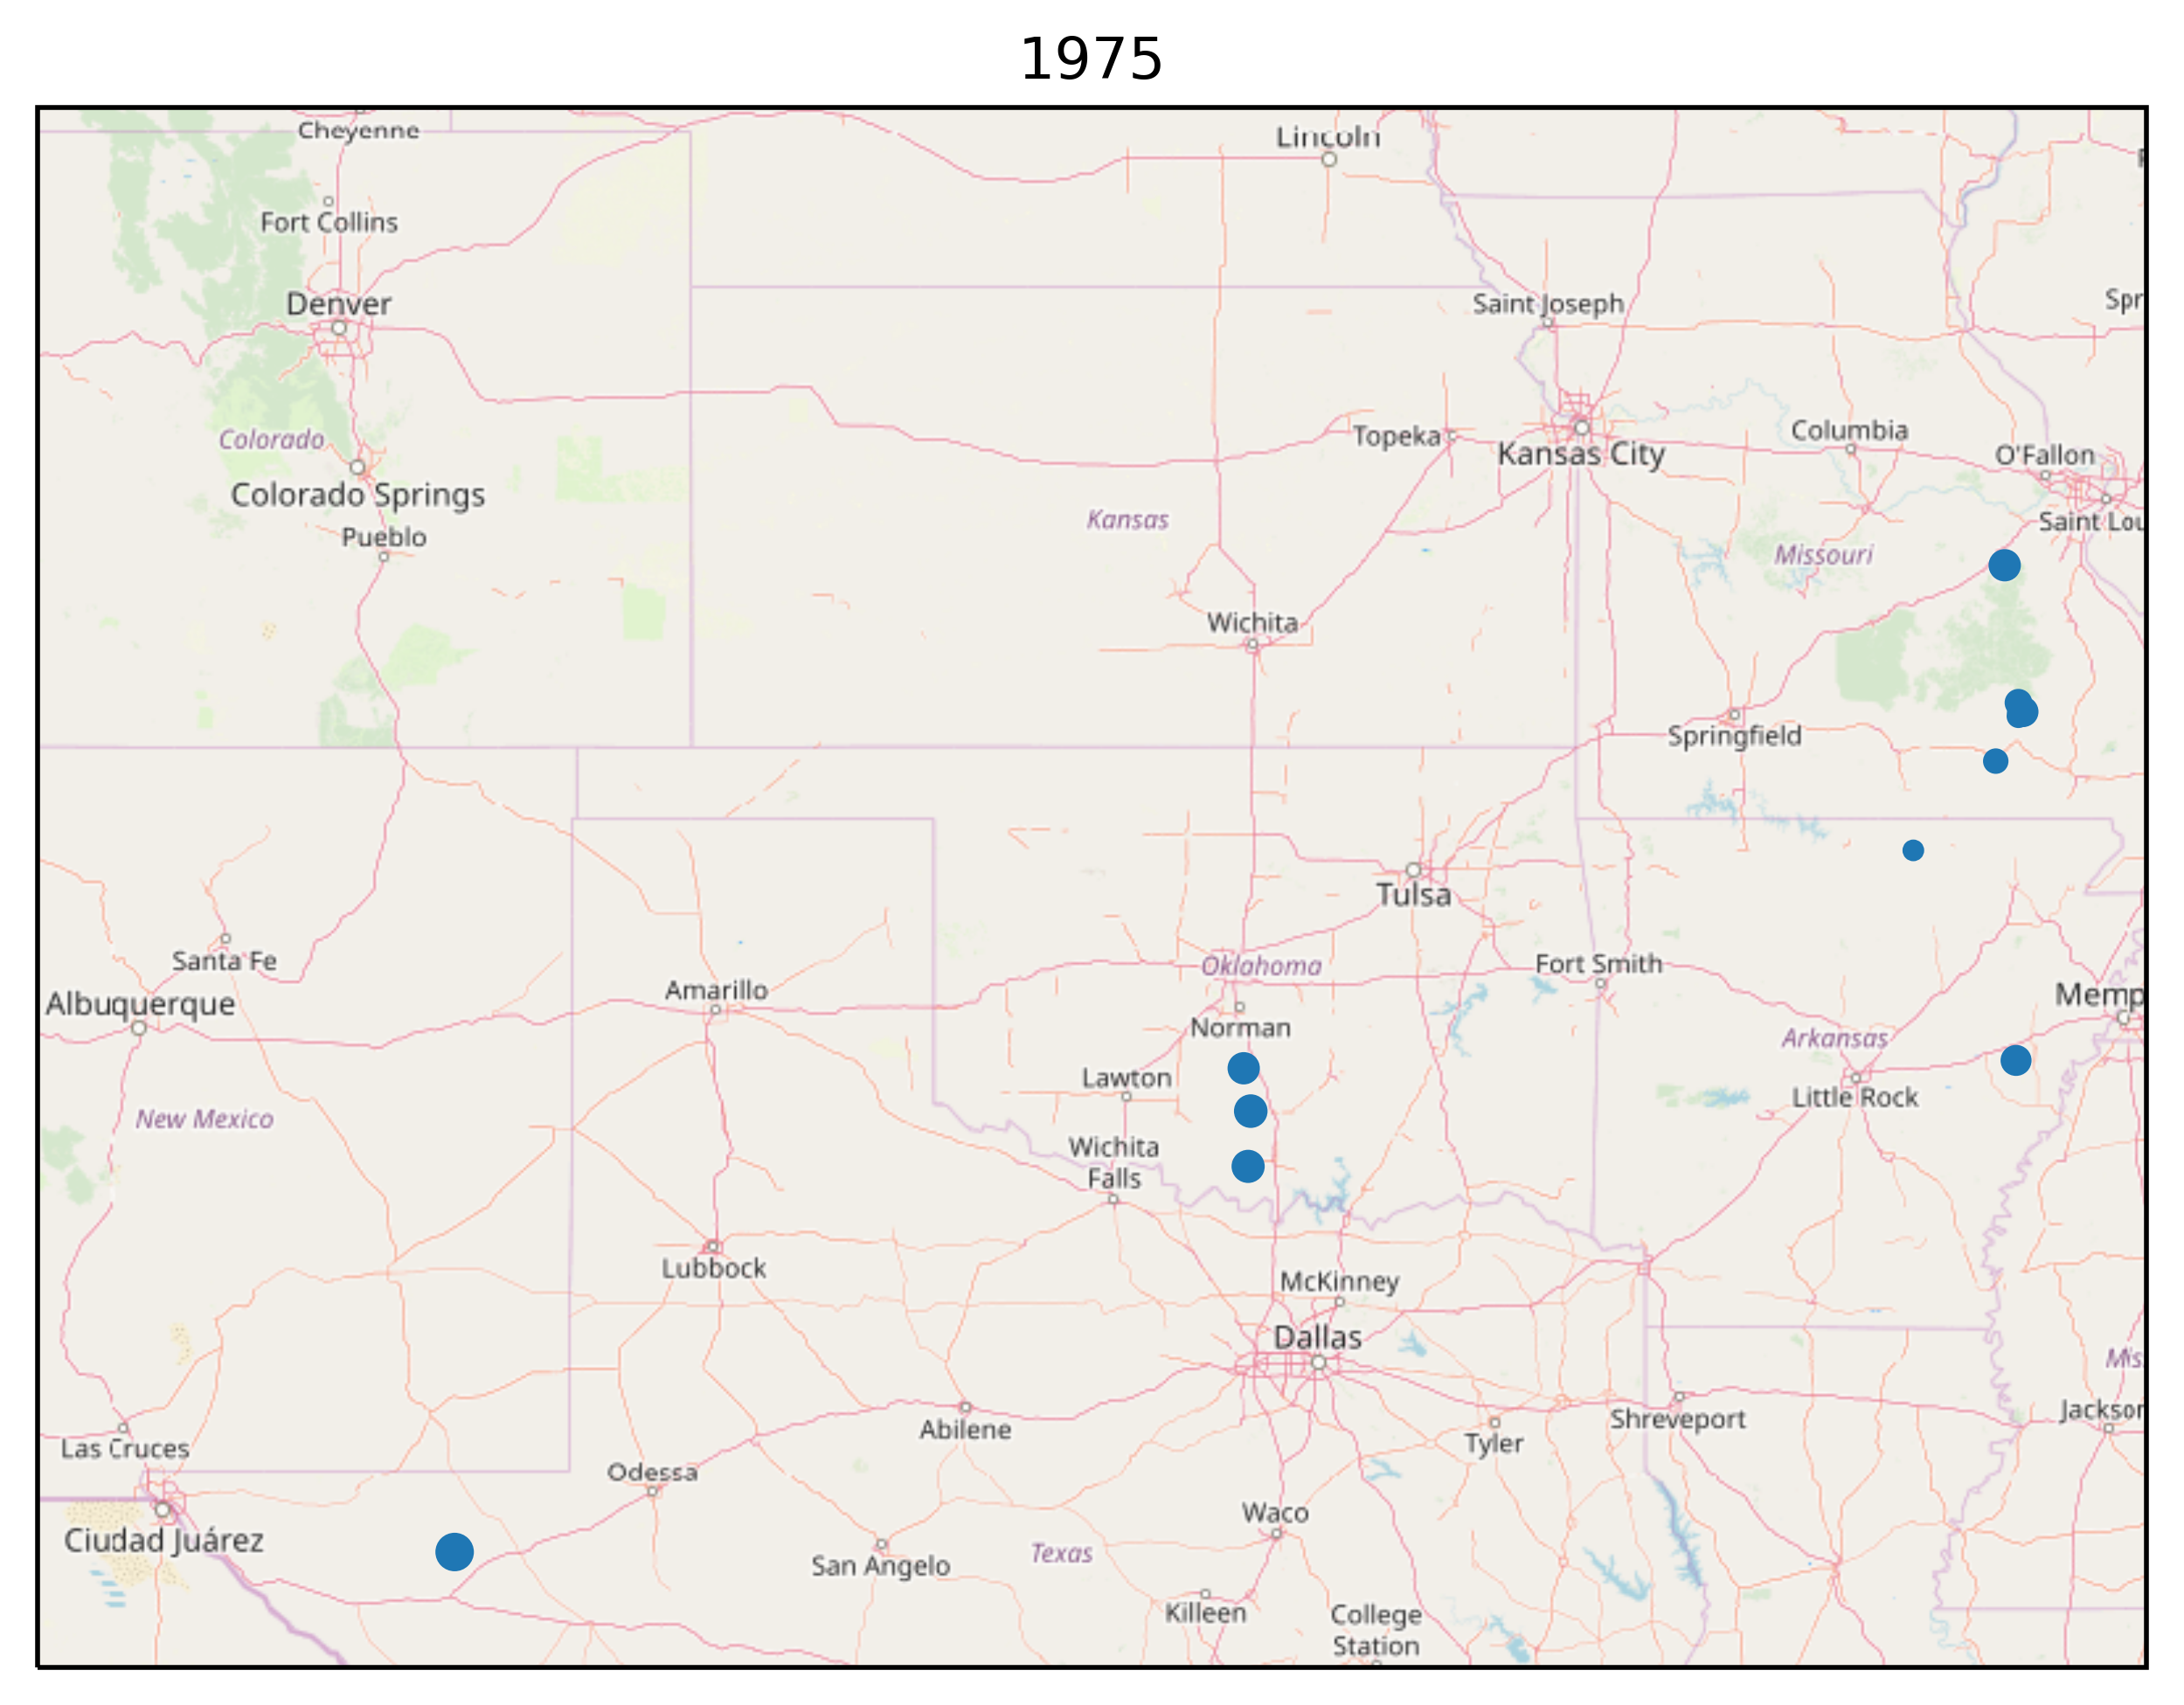 1975
Cheyenne
Lincoln
Fort Collins
Denver
Saint Joseph
Spr
Colorado
Topeka
Kansas City
Columbia
O'Fallon
Colorado Springs
Kansas
Saint Lou
Pueblo
Missouri
Wichita
Springfield
Tulsa
Santa Fe
Oklahoma
Fort Smith
Albuquerque
Amarillo
Memp
Norman
Arkansas
Lawton
Little Rock
New Mexico
Wichita
Falls
Lubbock
McKinney
Dallas
Mis
Abilene
Shreveport
Jackson
Las Cruces
Tyler
Odessa
Waco
Ciudad Juárez
San Angelo
Texas
Killeen
College
Station